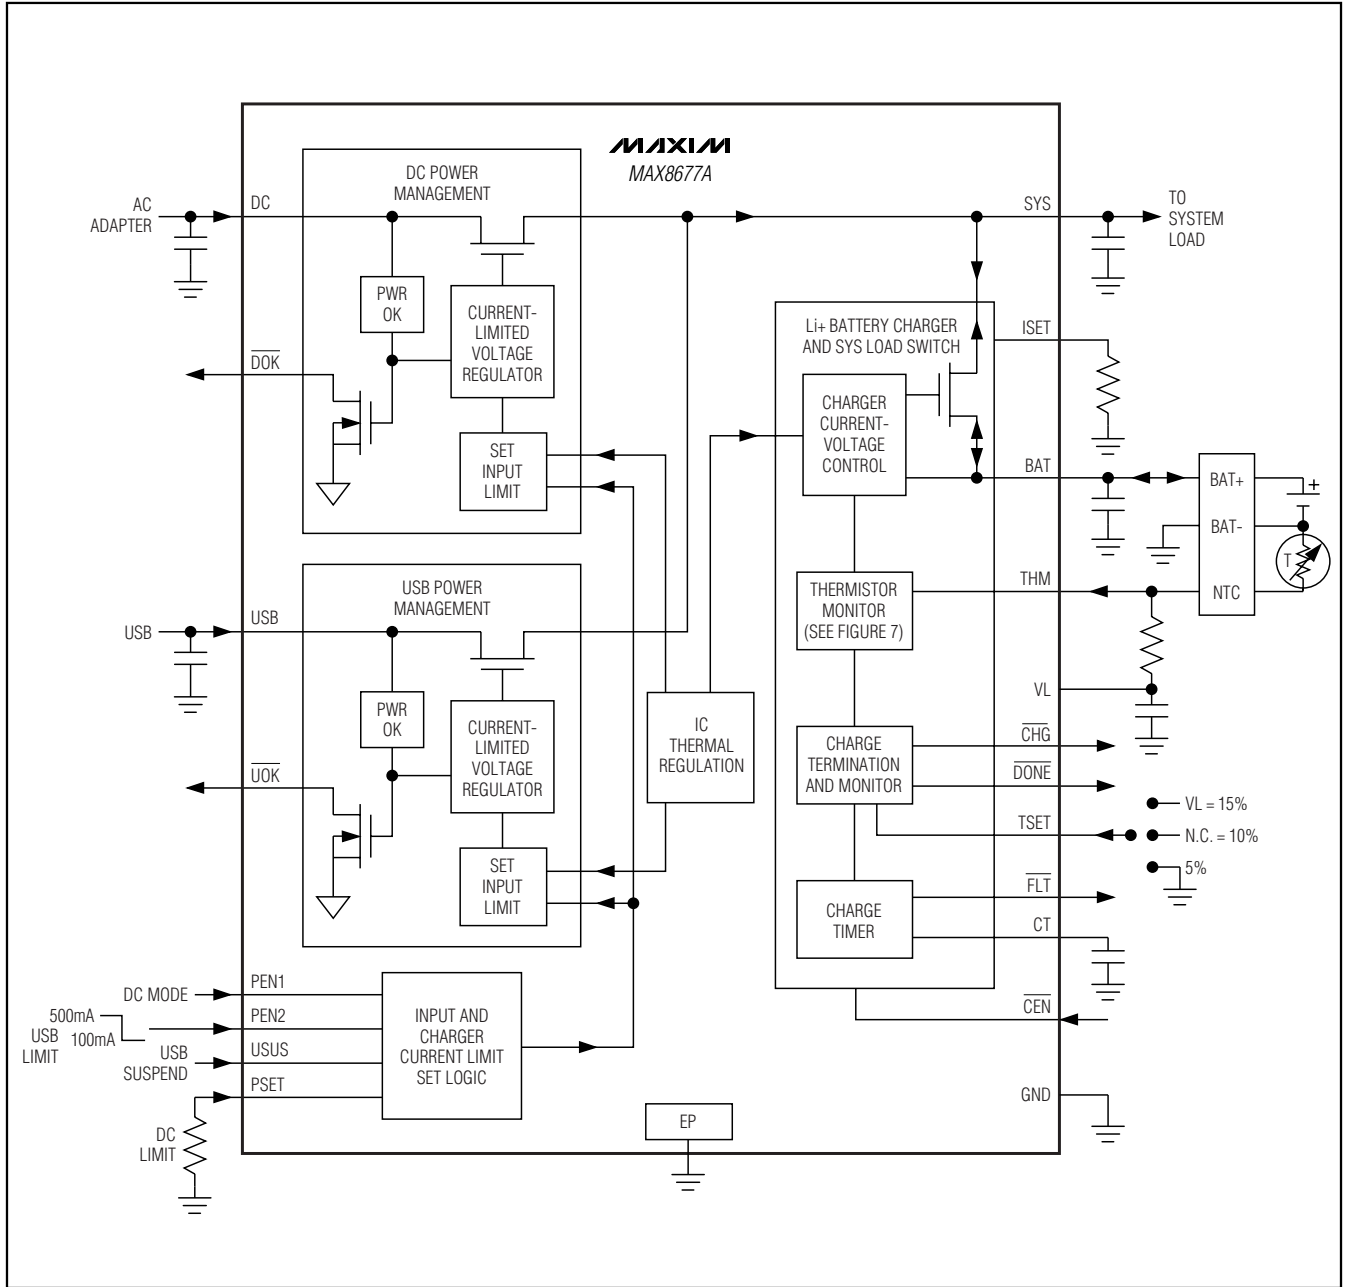 MAXIM
MAX8677A
DC POWER
MANAGEMENT
AC
ADAPTER
DC
PWR
OK
CURRENT-
LIMITED
VOLTAGE
REGULATOR
DOK
SET
INPUT
LIMIT
USB POWER
MANAGEMENT
USB
USB
PWR
OK
CURRENT-
LIMITED
VOLTAGE
REGULATOR
UOK
SET
INPUT
LIMIT
IC
THERMAL
REGULATION
DC MODE
PEN1
500mA
USB
LIMIT
100mA
PEN2
USB
SUSPEND
USUS
PSET
DC
LIMIT
INPUT AND
CHARGER
CURRENT LIMIT
SET LOGIC
EP
Li+ BATTERY CHARGER
AND SYS LOAD SWITCH
CHARGER
CURRENT-
VOLTAGE
CONTROL
THERMISTOR
MONITOR
(SEE FIGURE 7)
CHARGE
TERMINATION
AND MONITOR
CHARGE
TIMER
SYS
TO
SYSTEM
LOAD
ISET
BAT
BAT+
BAT-
NTC
+
T
THM
VL
CHG
DONE
TSET
VL = 15%
N.C. = 10%
5%
FLT
CT
CEN
GND